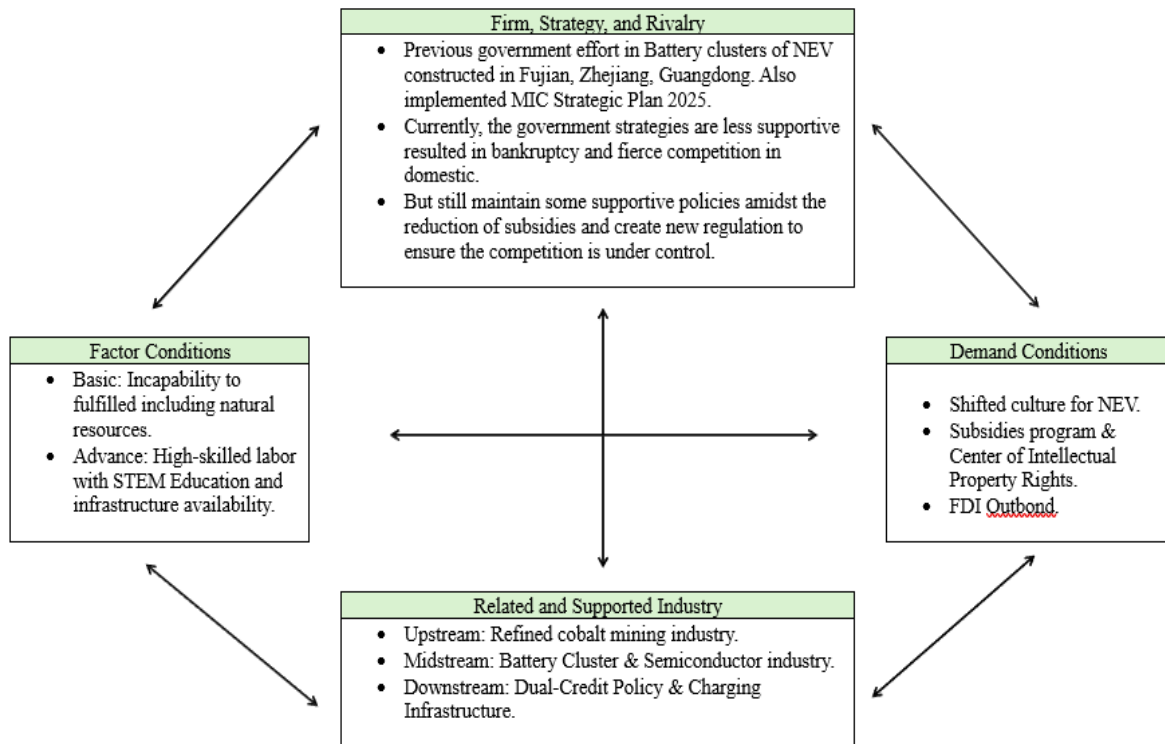 Firm, Strategy, and Rivalry
• Previous government effort in Battery clusters of NEV
constructed in Fujian, Zhejiang, Guangdong. Also
implemented MIC Strategic Plan 2025.
• Currently, the government strategies are less supportive
resulted in bankruptcy and fierce competition in
domestic.
• But still maintain some supportive policies amidst the
reduction of subsidies and create new regulation to
ensure the competition is under control.
Factor Conditions
• Basic: Incapability to
fulfilled including natural
resources.
• Advance: High-skilled labor
with STEM Education and
infrastructure availability.
Demand Conditions
• Shifted culture for NEV.
• Subsidies program &
Center of Intellectual
Property Rights.
• FDI Outbond.
Related and Supported Industry
• Upstream: Refined cobalt mining industry.
• Midstream: Battery Cluster & Semiconductor industry.
• Downstream: Dual-Credit Policy & Charging
Infrastructure.